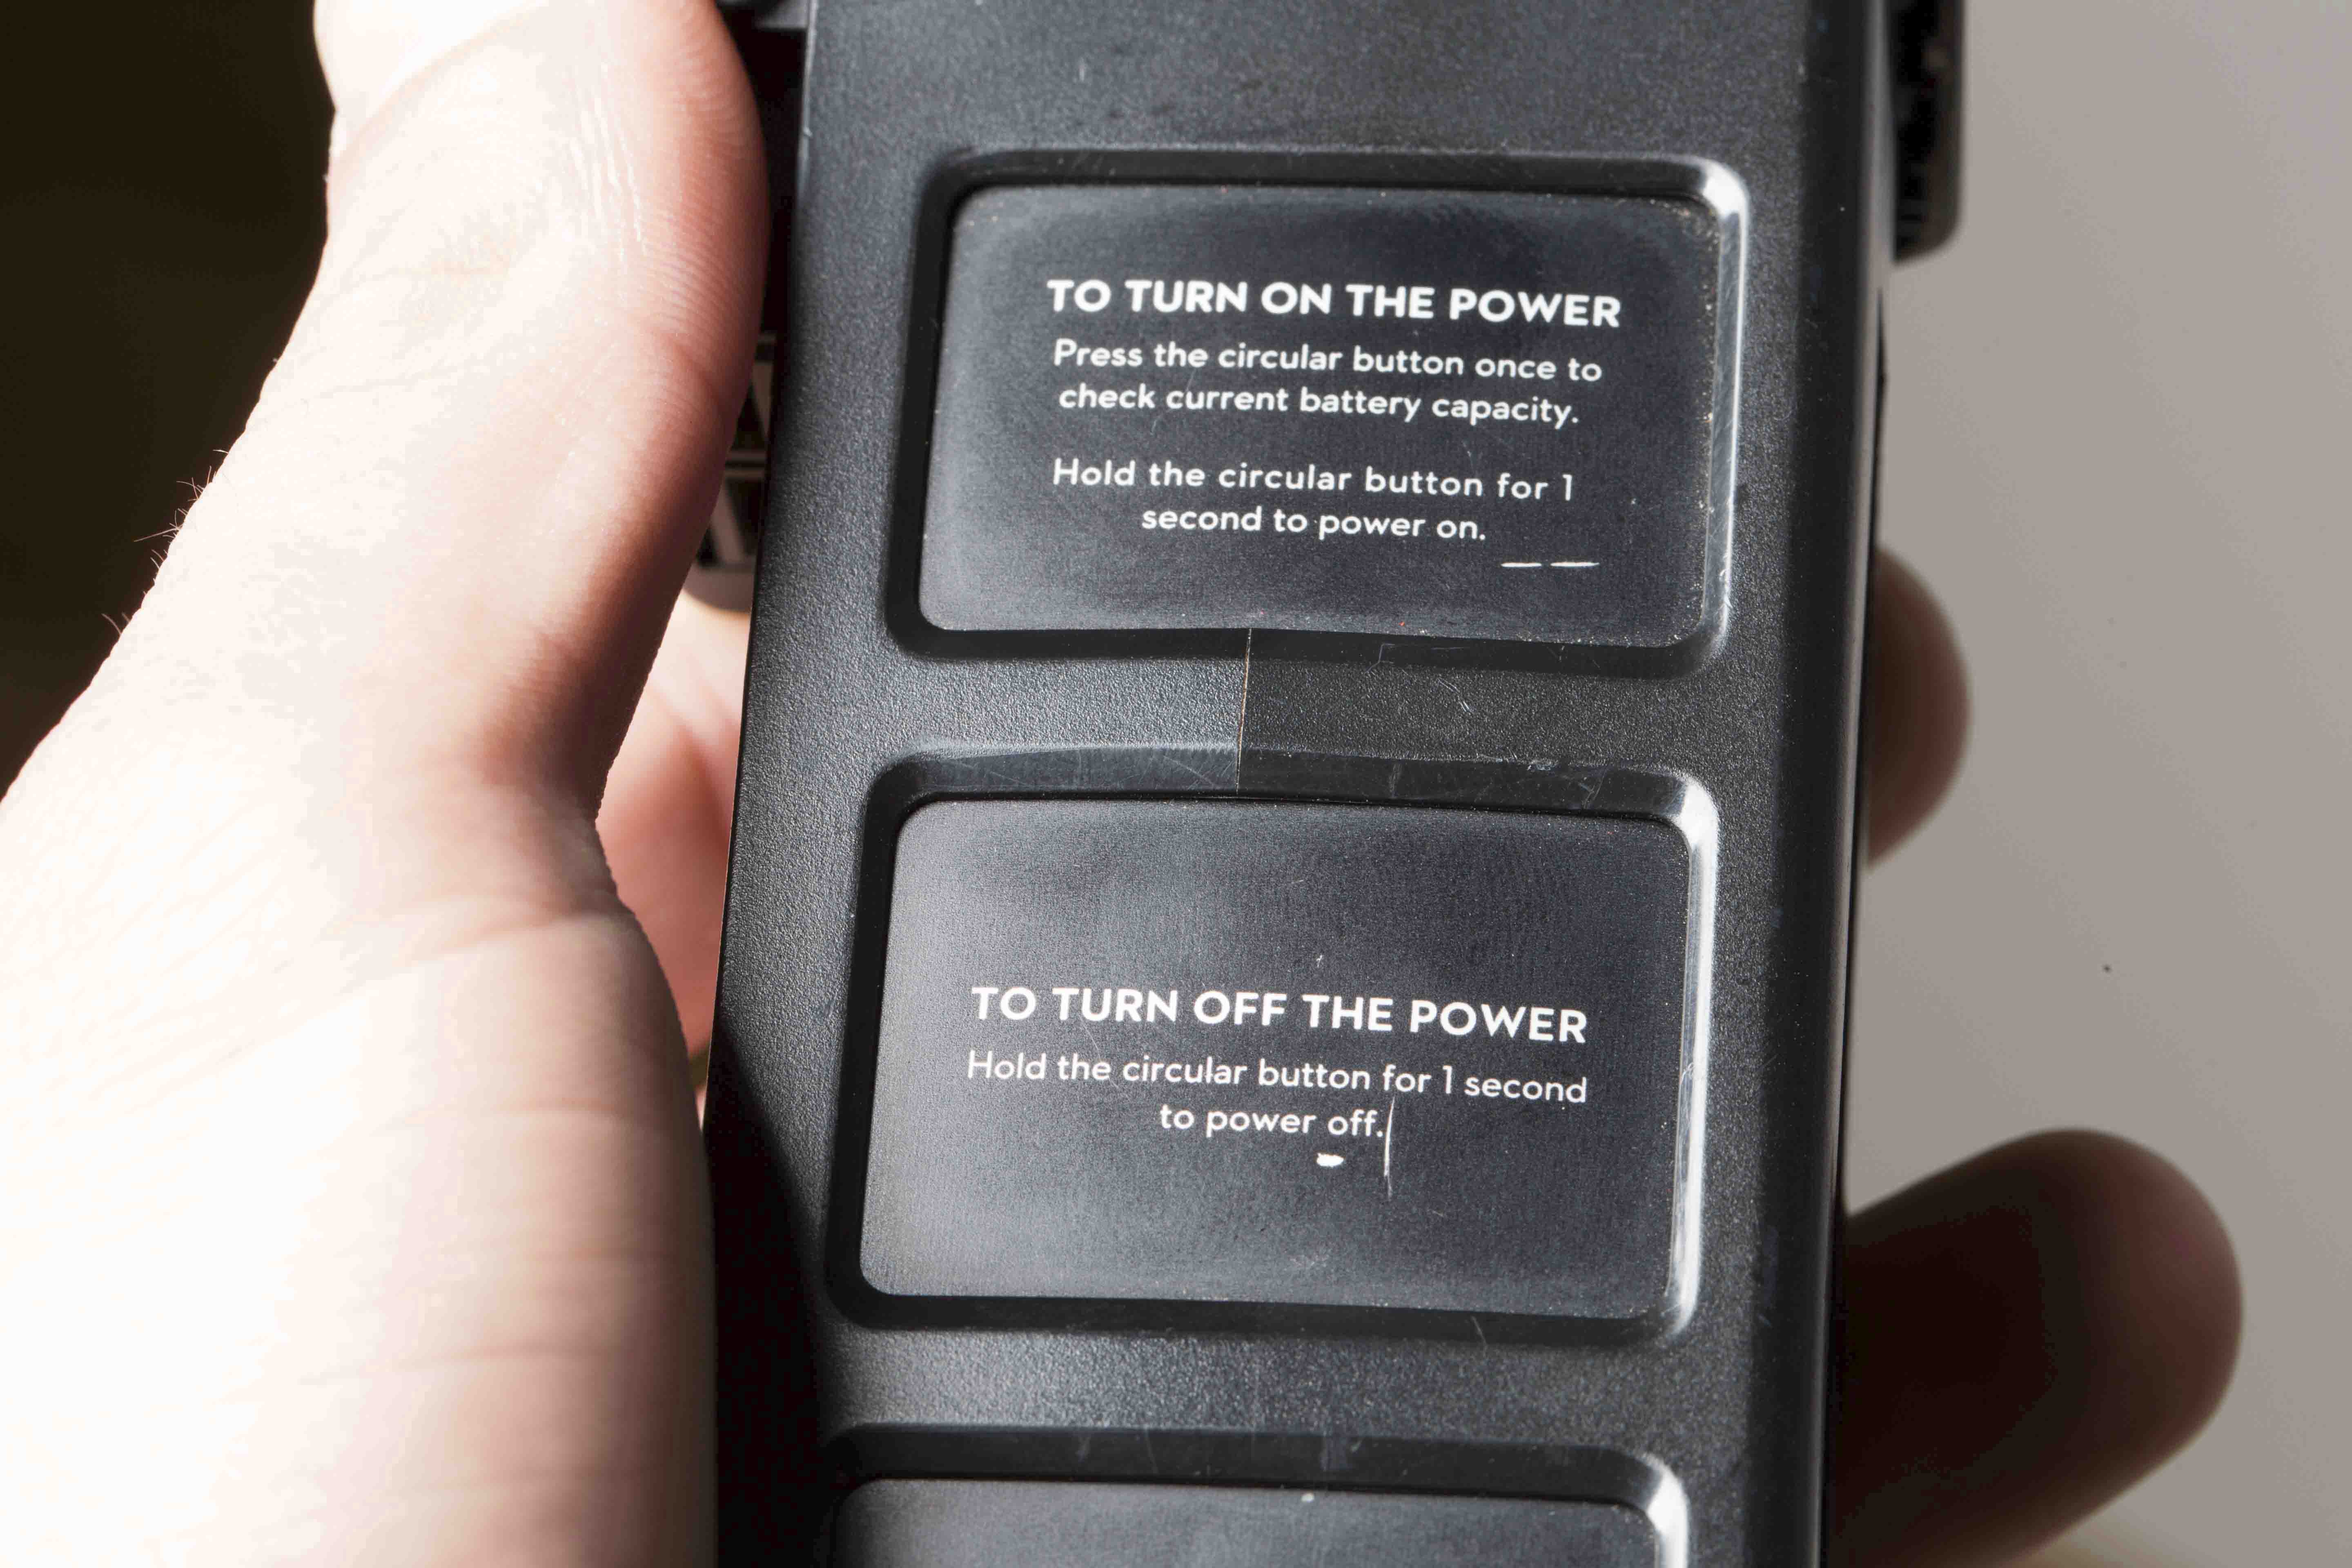 TO TURN ON THE POWER
Press the circular button once to
check current battery capacity.
Hold the circular button for 1
second to power on.
TO TURN OFF THE POWER
Hold the circular button for 1 second
to power off.